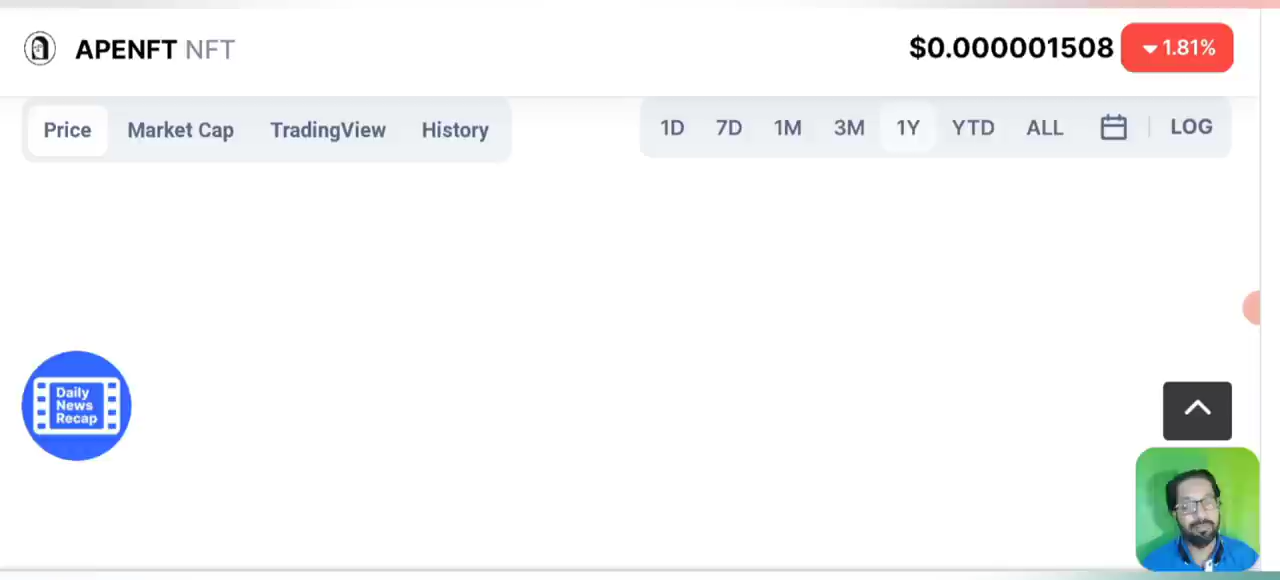 APENFT NFT
$0.000001508 1.81%
Price Market Cap TradingView History
1D 7D 1M 3M 1Y YTD ALL LOG
Daily
News
Recap